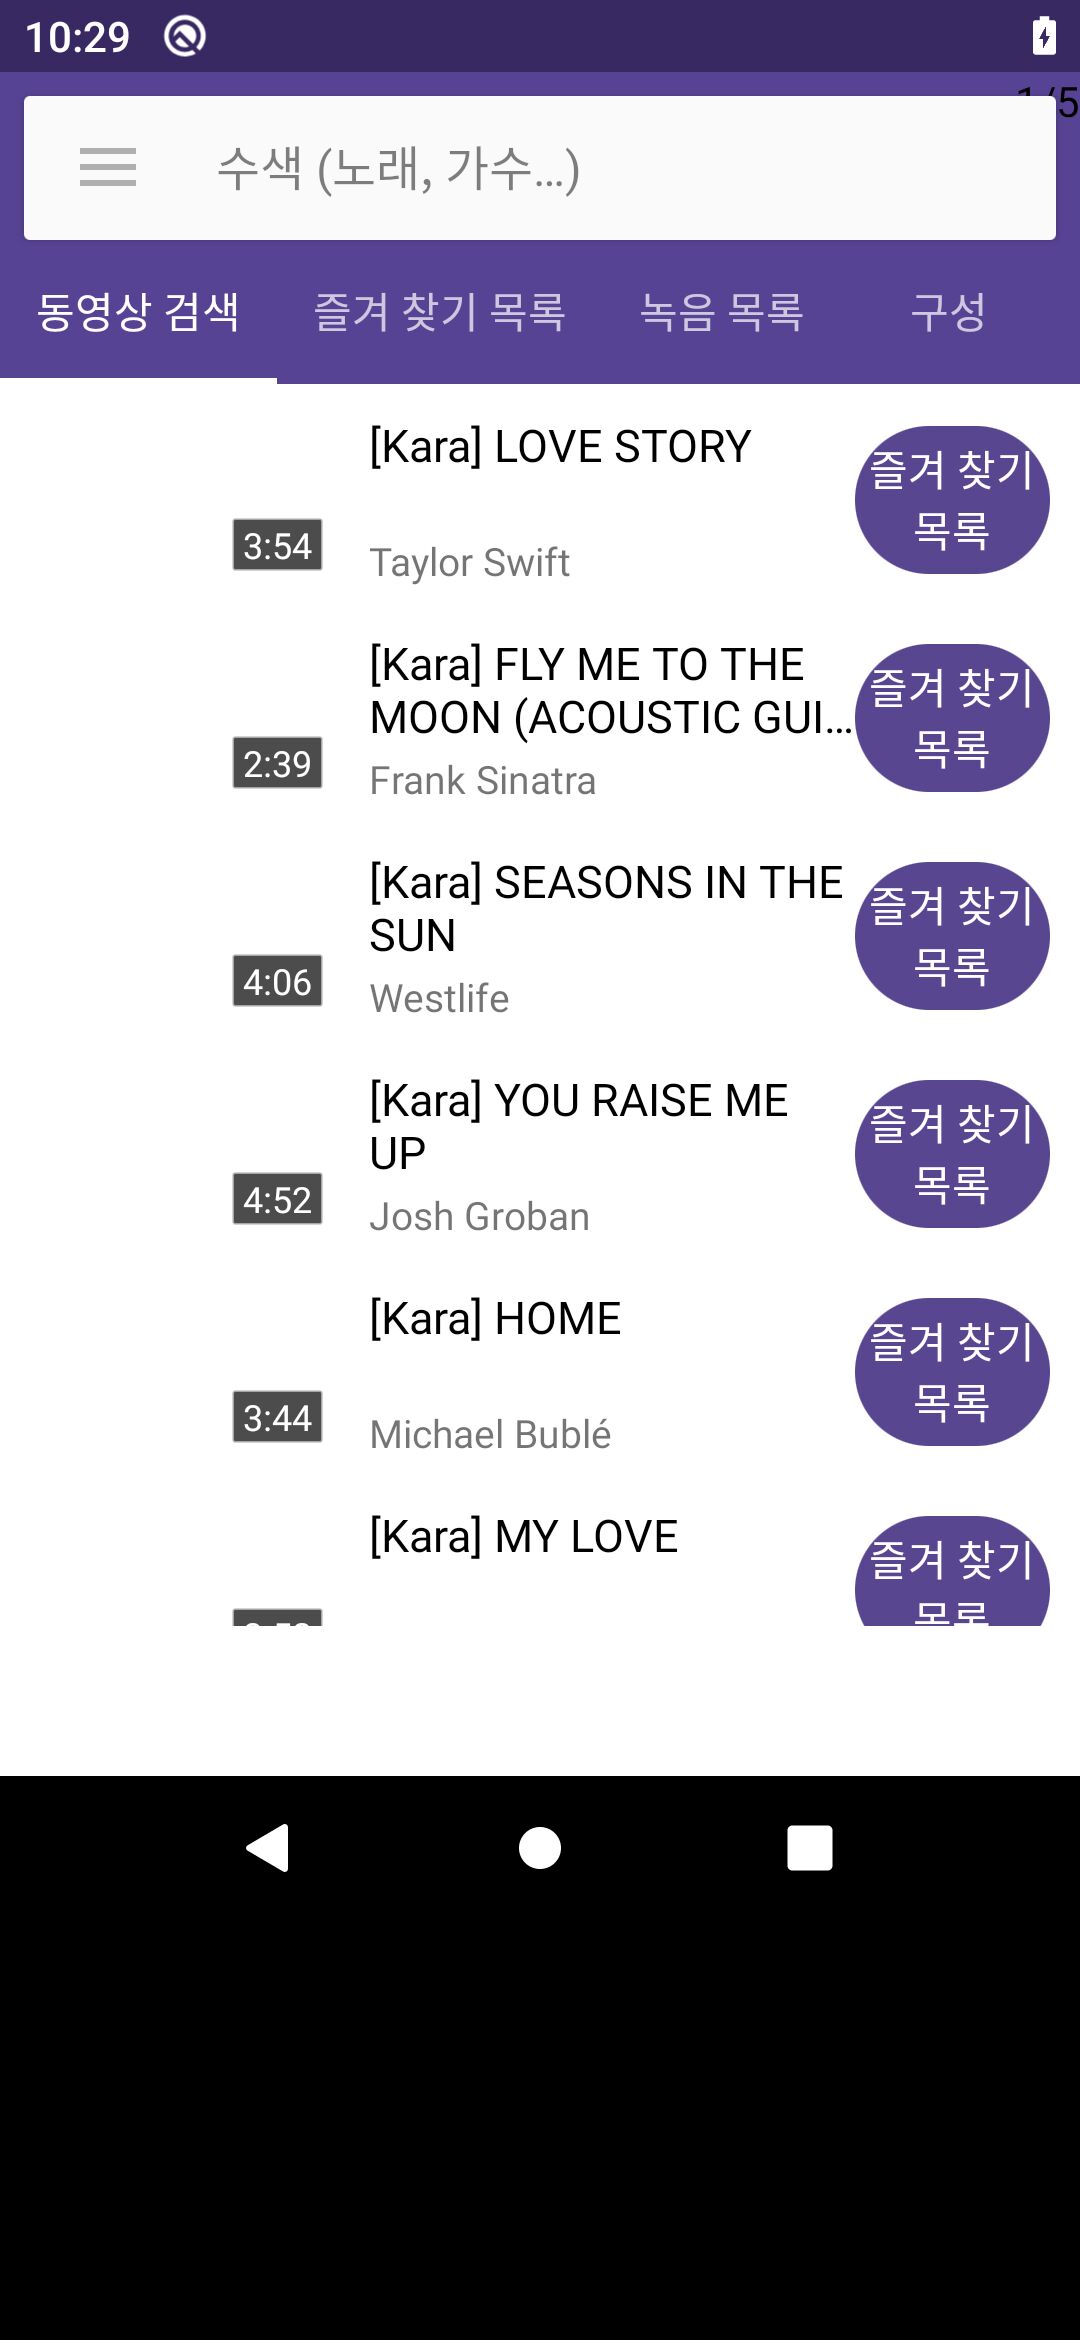 10:29
수색 (노래, 가수...)
동영상 검색 즐겨 찾기 목록 녹음 목록 구성
[Kara] LOVE STORY
3:54
Taylor Swift
즐겨 찾기
목록
[Kara] FLY ME TO THE
MOON (ACOUSTIC GUI...
2:39
Frank Sinatra
즐겨 찾기
목록
[Kara] SEASONS IN THE
SUN
4:06
Westlife
즐겨 찾기
목록
[Kara] YOU RAISE ME
UP
4:52
Josh Groban
즐겨 찾기
목록
[Kara] HOME
3:44
Michael Bublé
즐겨 찾기
목록
[Kara] MY LOVE
즐겨 찾기
목록